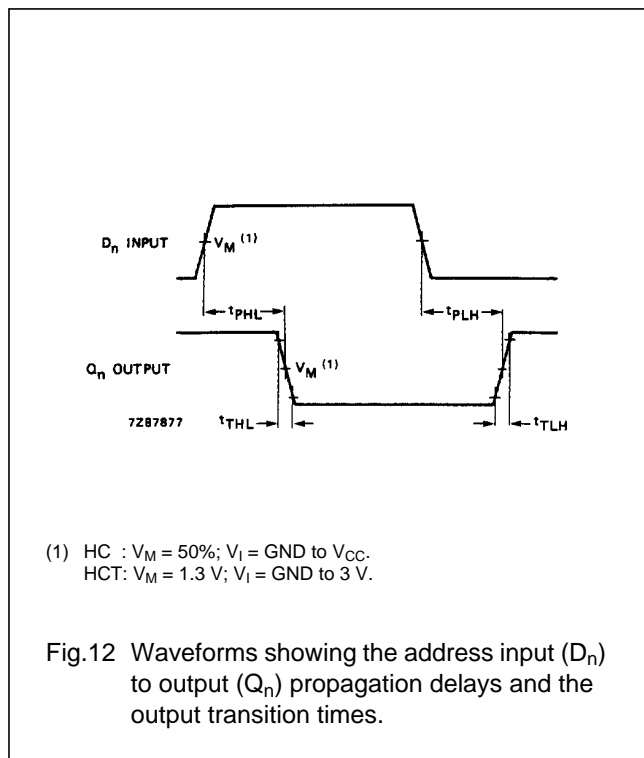 Dn INPUT
VM (1)
tPHL
tPLH
Qn OUTPUT
VM (1)
7Z87877
tTHL
tTLH
(1) HC : VM = 50%; VI = GND to VCC.
HCT: VM = 1.3 V; VI = GND to 3 V.
Fig.12 Waveforms showing the address input (Dn)
to output (Qn) propagation delays and the
output transition times.